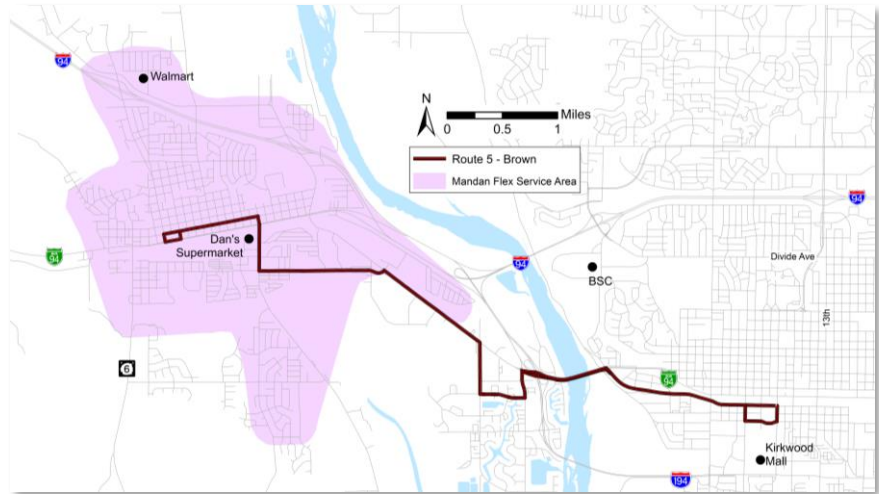 94
Walmart
N
Miles
0 0.5 1
Route 5 - Brown
Mandan Flex Service Area
94
Dan's
Supermarket
94
94
BSC
Divide Ave
13th
6
94
Kirkwood
Mall
194